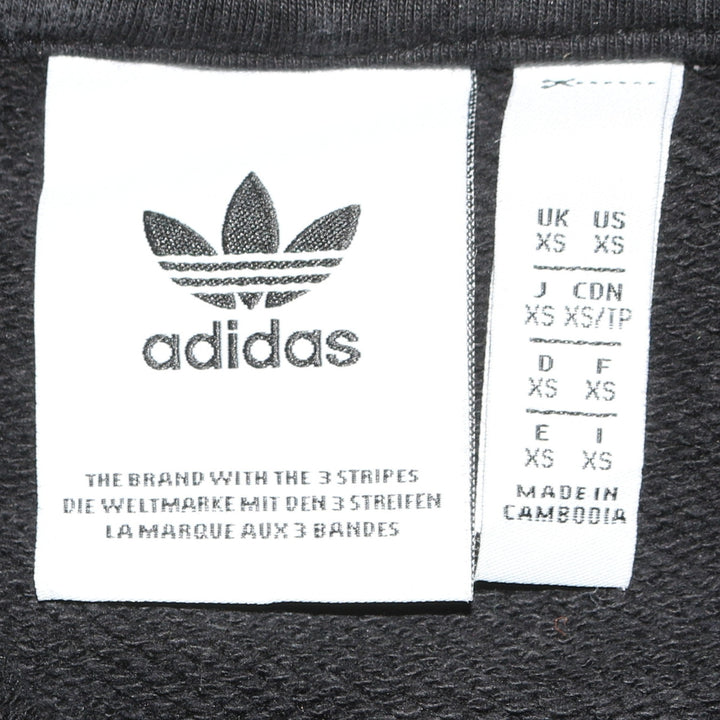 adidas
THE BRAND WITH THE 3 STRIPES
DIE WELTMARKE MIT DEN 3 STREIFEN
LA MARQUE AUX 3 BANDES
UK US
XS XS
J CDN
XS XS/TP
D F
XS XS
E I
XS XS
MADE IN
CAMBODIA